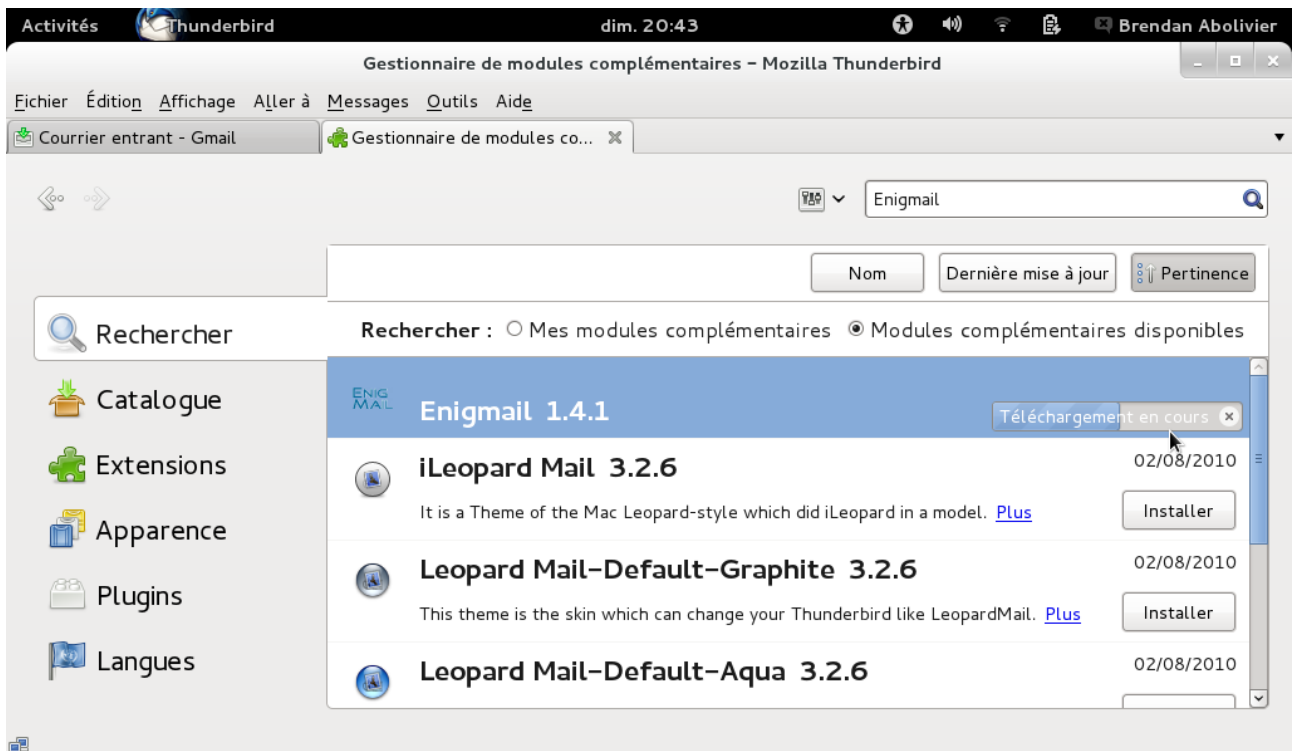 Activités Thunderbird dim. 20:43 Brendan Abolivier
Gestionnaire de modules complémentaires – Mozilla Thunderbird
Fichier Édition Affichage Aller à Messages Outils Aide
Courrier entrant - Gmail Gestionnaire de modules co...
Enigmail
Nom Dernière mise à jour Pertinence
Rechercher
Rechercher : Mes modules complémentaires Modules complémentaires disponibles
Catalogue
ENIG
MAIL
Enigmail 1.4.1
Téléchargement en cours
Extensions
iLeopard Mail 3.2.6 02/08/2010
It is a Theme of the Mac Leopard-style which did iLeopard in a model. Plus Installer
Apparence
Leopard Mail–Default–Graphite 3.2.6 02/08/2010
Plugins
This theme is the skin which can change your Thunderbird like LeopardMail. Plus Installer
Langues
Leopard Mail–Default–Aqua 3.2.6 02/08/2010